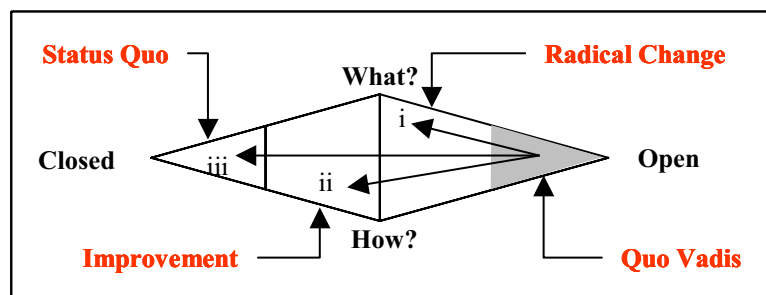 Status Quo
Radical Change
What?
i
Closed
iii
Open
ii
How?
Improvement
Quo Vadis